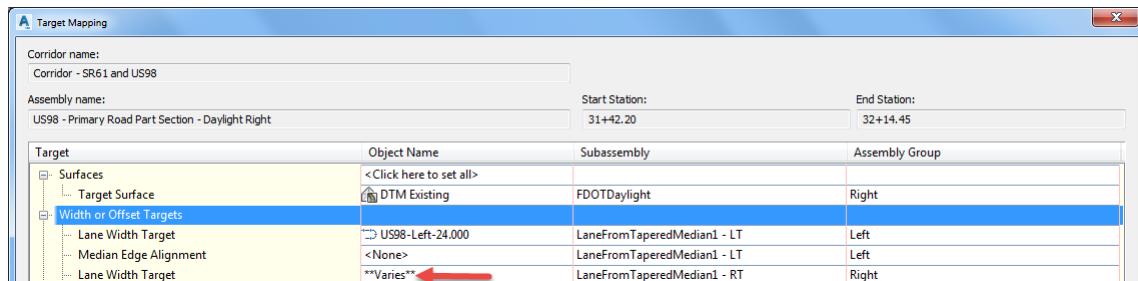 Target Mapping
Corridor name:
Corridor - SR61 and US98
Assembly name: Start Station: End Station:
US98 - Primary Road Part Section - Daylight Right 31+42.20 32+14.45
Target Object Name Subassembly Assembly Group
Surfaces <Click here to set all>
Target Surface DTM Existing FDOTDaylight Right
Width or Offset Targets
Lane Width Target US98-Left-24.000 LaneFromTaperedMedian1 - LT Left
Median Edge Alignment <None> LaneFromTaperedMedian1 - LT Left
Lane Width Target **Varies** LaneFromTaperedMedian1 - RT Right